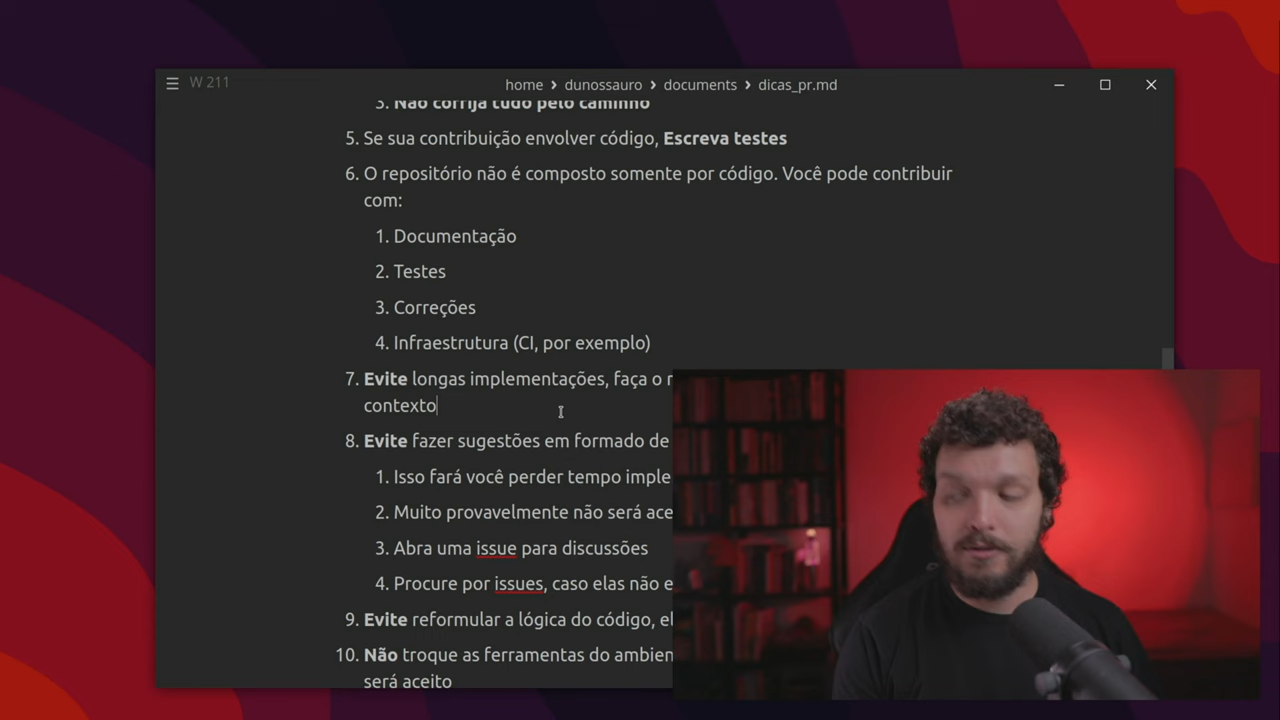 W 211
home › dunossauro › documents › dicas_pr.md
3. Não corrija tudo pelo caminho
5. Se sua contribuição envolver código, Escreva testes
6. O repositório não é composto somente por código. Você pode contribuir
com:
1. Documentação
2. Testes
3. Correções
4. Infraestrutura (CI, por exemplo)
7. Evite longas implementações, faça o
contexto
8. Evite fazer sugestões em formado de
1. Isso fará você perder tempo
2. Muito provavelmente não será
3. Abra uma issue para discussões
4. Procure por issues, caso elas não
9. Evite reformular a lógica do código,
10. Não troque as ferramentas do
será aceito